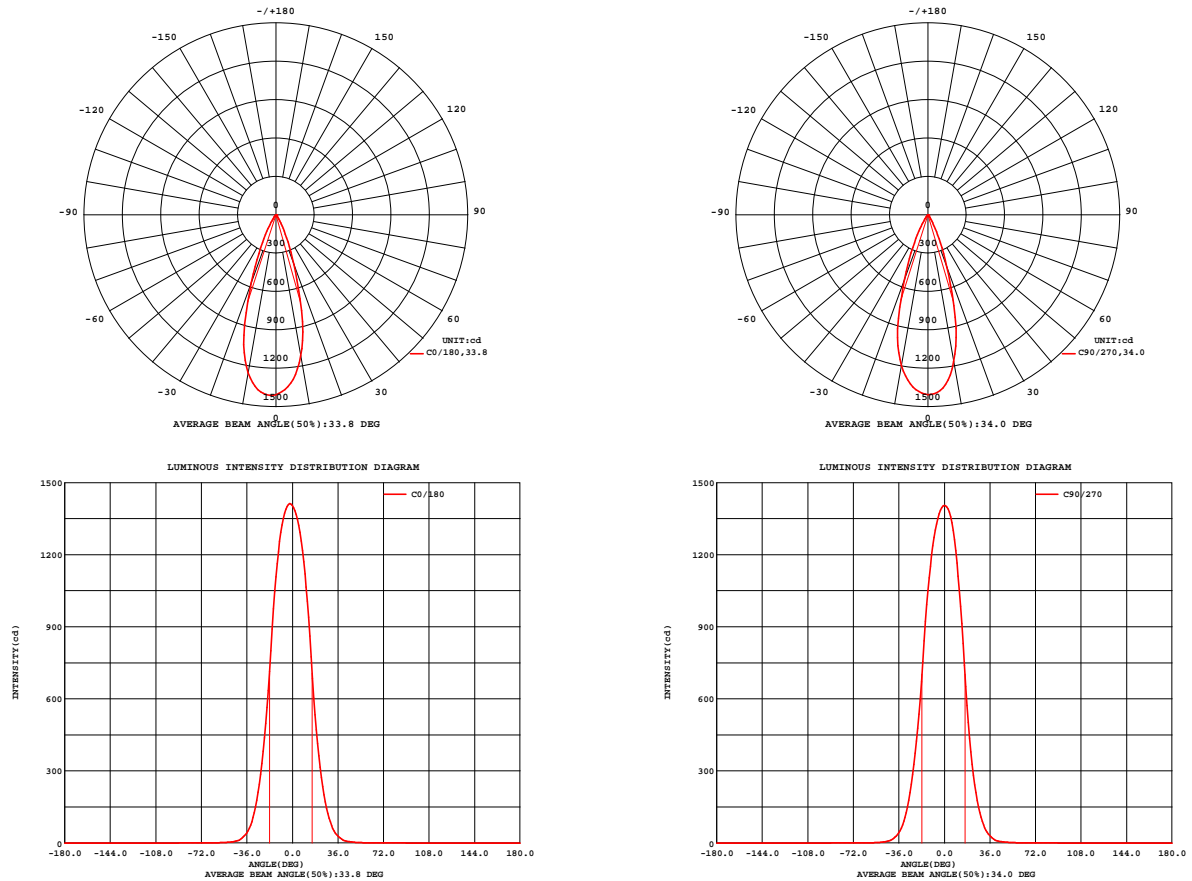 -/+180
-150 150
-120 120
-90 90
-60 60
-30 30
0
0
300
600
900
1200
1500
UNIT:cd
C0/180,33.8
AVERAGE BEAM ANGLE(50%):33.8 DEG
-/+180
-150 150
-120 120
-90 90
-60 60
-30 30
0
0
300
600
900
1200
1500
UNIT:cd
C90/270,34.0
AVERAGE BEAM ANGLE(50%):34.0 DEG
LUMINOUS INTENSITY DISTRIBUTION DIAGRAM
C0/180
INTENSITY(cd)
1500
1200
900
600
300
0
-180.0 -144.0 -108.0 -72.0 -36.0 0.0 36.0 72.0 108.0 144.0 180.0
ANGLE(DEG)
AVERAGE BEAM ANGLE(50%):33.8 DEG
LUMINOUS INTENSITY DISTRIBUTION DIAGRAM
C90/270
INTENSITY(cd)
1500
1200
900
600
300
0
-180.0 -144.0 -108.0 -72.0 -36.0 0.0 36.0 72.0 108.0 144.0 180.0
ANGLE(DEG)
AVERAGE BEAM ANGLE(50%):34.0 DEG